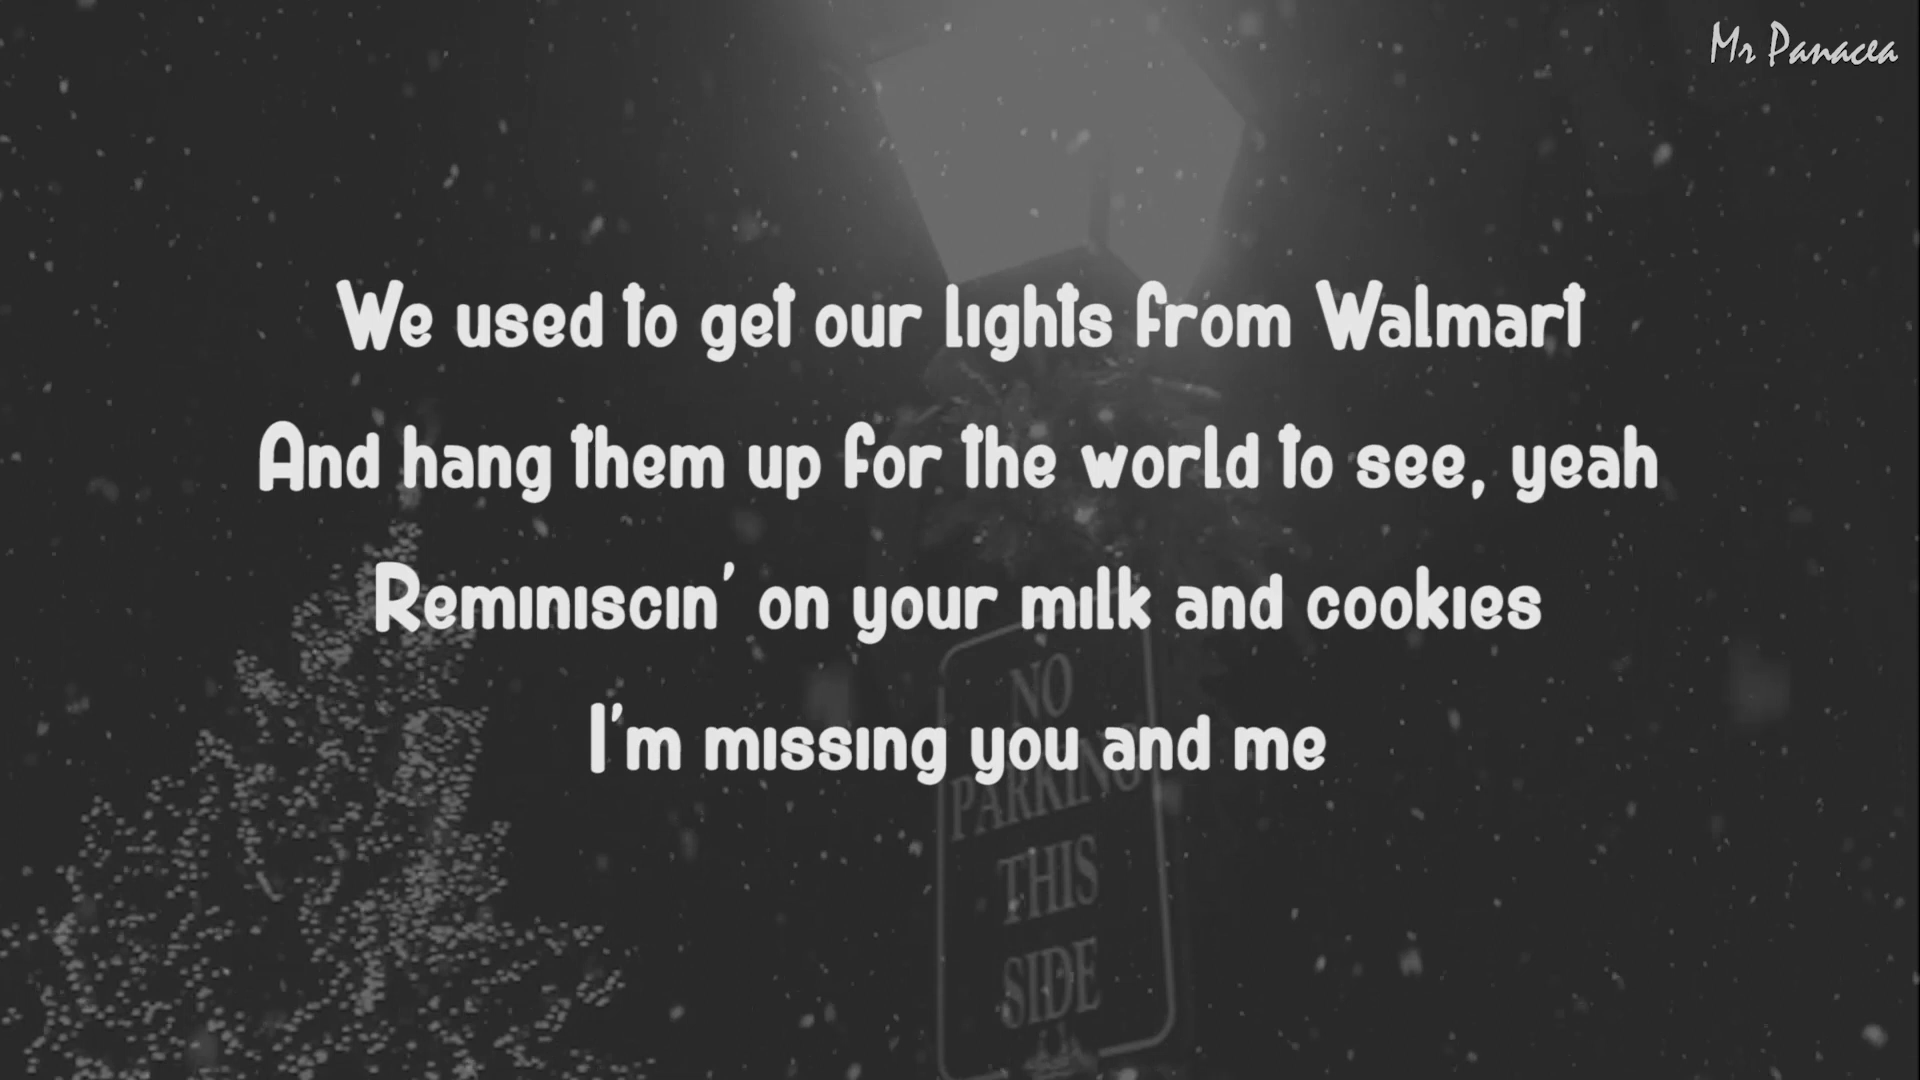 Mr Panacea
We used to get our lights from Walmart
And hang them up for the world to see, yeah
Reminiscin' on your milk and cookies
I'm missing you and me
NO
PARKING
THIS
SIDE